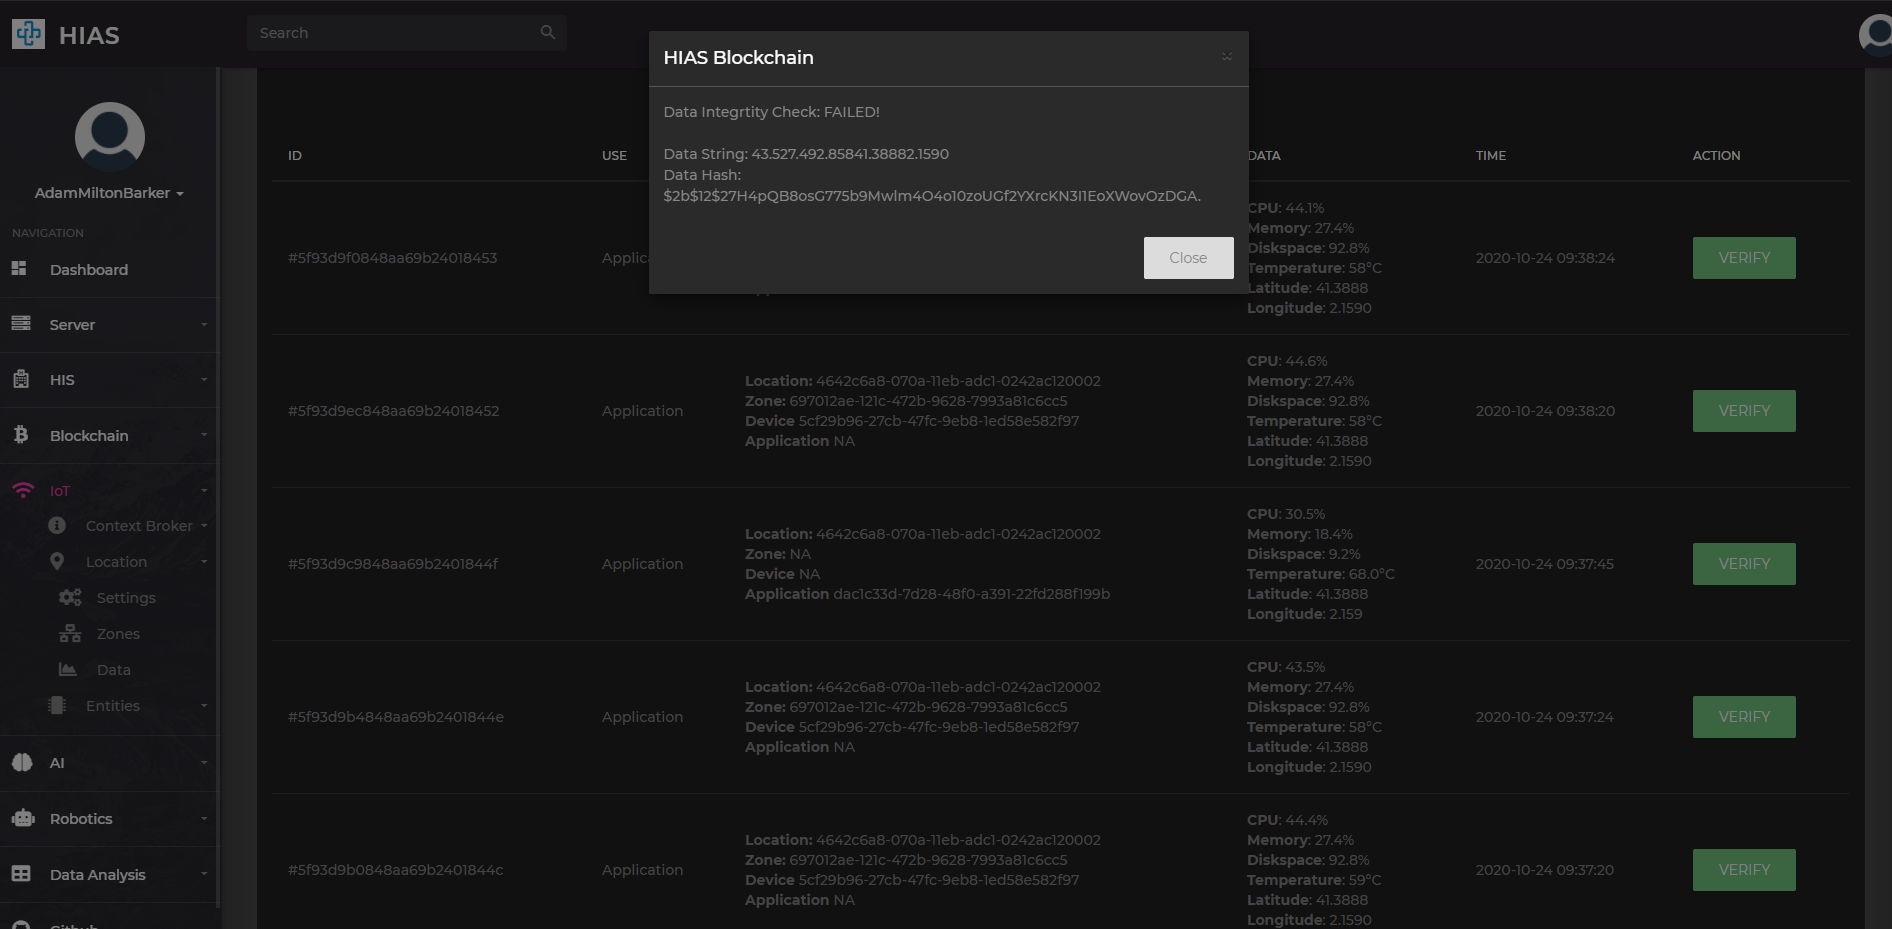 HIAS
Search
HIAS Blockchain
Data Integrtity Check: FAILED!
Data String: 43.527.492.85841.38882.1590
Data Hash:
$2b$12$27H4pQB8osG775b9Mwlm4O4o10zoUGf2YXrcKN3I1EoXWovOzDGA.
Close
AdamMiltonBarker
NAVIGATION
Dashboard
Server
HIS
Blockchain
IoT
Context Broker
Location
Settings
Zones
Data
Entities
AI
Robotics
Data Analysis
Github
ID USE DATA TIME ACTION
#5f93d9f0848aa69b24018453
Applica
CPU: 44.1%
Memory: 27.4%
Diskspace: 92.8%
Temperature: 58°C
Latitude: 41.3888
Longitude: 2.1590
2020-10-24 09:38:24
VERIFY
#5f93d9ec848aa69b24018452
Application
Location: 4642c6a8-070a-11eb-adc1-0242ac120002
Zone: 697012ae-121c-472b-9628-7993a81c6cc5
Device 5cf29b96-27cb-47fc-9eb8-1ed58e582f97
Application NA
CPU: 44.6%
Memory: 27.4%
Diskspace: 92.8%
Temperature: 58°C
Latitude: 41.3888
Longitude: 2.1590
2020-10-24 09:38:20
VERIFY
#5f93d9c9848aa69b2401844f
Application
Location: 4642c6a8-070a-11eb-adc1-0242ac120002
Zone: NA
Device NA
Application dac1c33d-7d28-48f0-a391-22fd288f199b
CPU: 30.5%
Memory: 18.4%
Diskspace: 9.2%
Temperature: 68.0°C
Latitude: 41.3888
Longitude: 2.159
2020-10-24 09:37:45
VERIFY
#5f93d9b4848aa69b2401844e
Application
Location: 4642c6a8-070a-11eb-adc1-0242ac120002
Zone: 697012ae-121c-472b-9628-7993a81c6cc5
Device 5cf29b96-27cb-47fc-9eb8-1ed58e582f97
Application NA
CPU: 43.5%
Memory: 27.4%
Diskspace: 92.8%
Temperature: 58°C
Latitude: 41.3888
Longitude: 2.1590
2020-10-24 09:37:24
VERIFY
#5f93d9b0848aa69b2401844c
Application
Location: 4642c6a8-070a-11eb-adc1-0242ac120002
Zone: 697012ae-121c-472b-9628-7993a81c6cc5
Device 5cf29b96-27cb-47fc-9eb8-1ed58e582f97
Application NA
CPU: 44.4%
Memory: 27.4%
Diskspace: 92.8%
Temperature: 59°C
Latitude: 41.3888
Longitude: 2.1590
2020-10-24 09:37:20
VERIFY